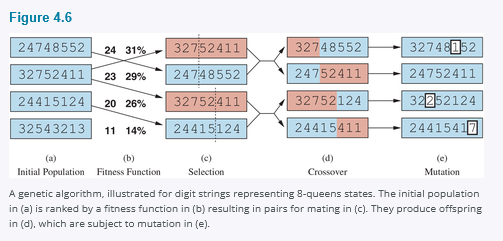 Figure 4.6
24748552 24 31% 32752411 32748552 32748152
32752411 23 29% 24748552 24752411 24752411
24415124 20 26% 32752411 32752124 32252124
32543213 11 14% 24415124 24415411 24415417
(a) (b) (c) (d) (e)
Initial Population Fitness Function Selection Crossover Mutation
A genetic algorithm, illustrated for digit strings representing 8-queens states. The initial population
in (a) is ranked by a fitness function in (b) resulting in pairs for mating in (c). They produce offspring
in (d), which are subject to mutation in (e).